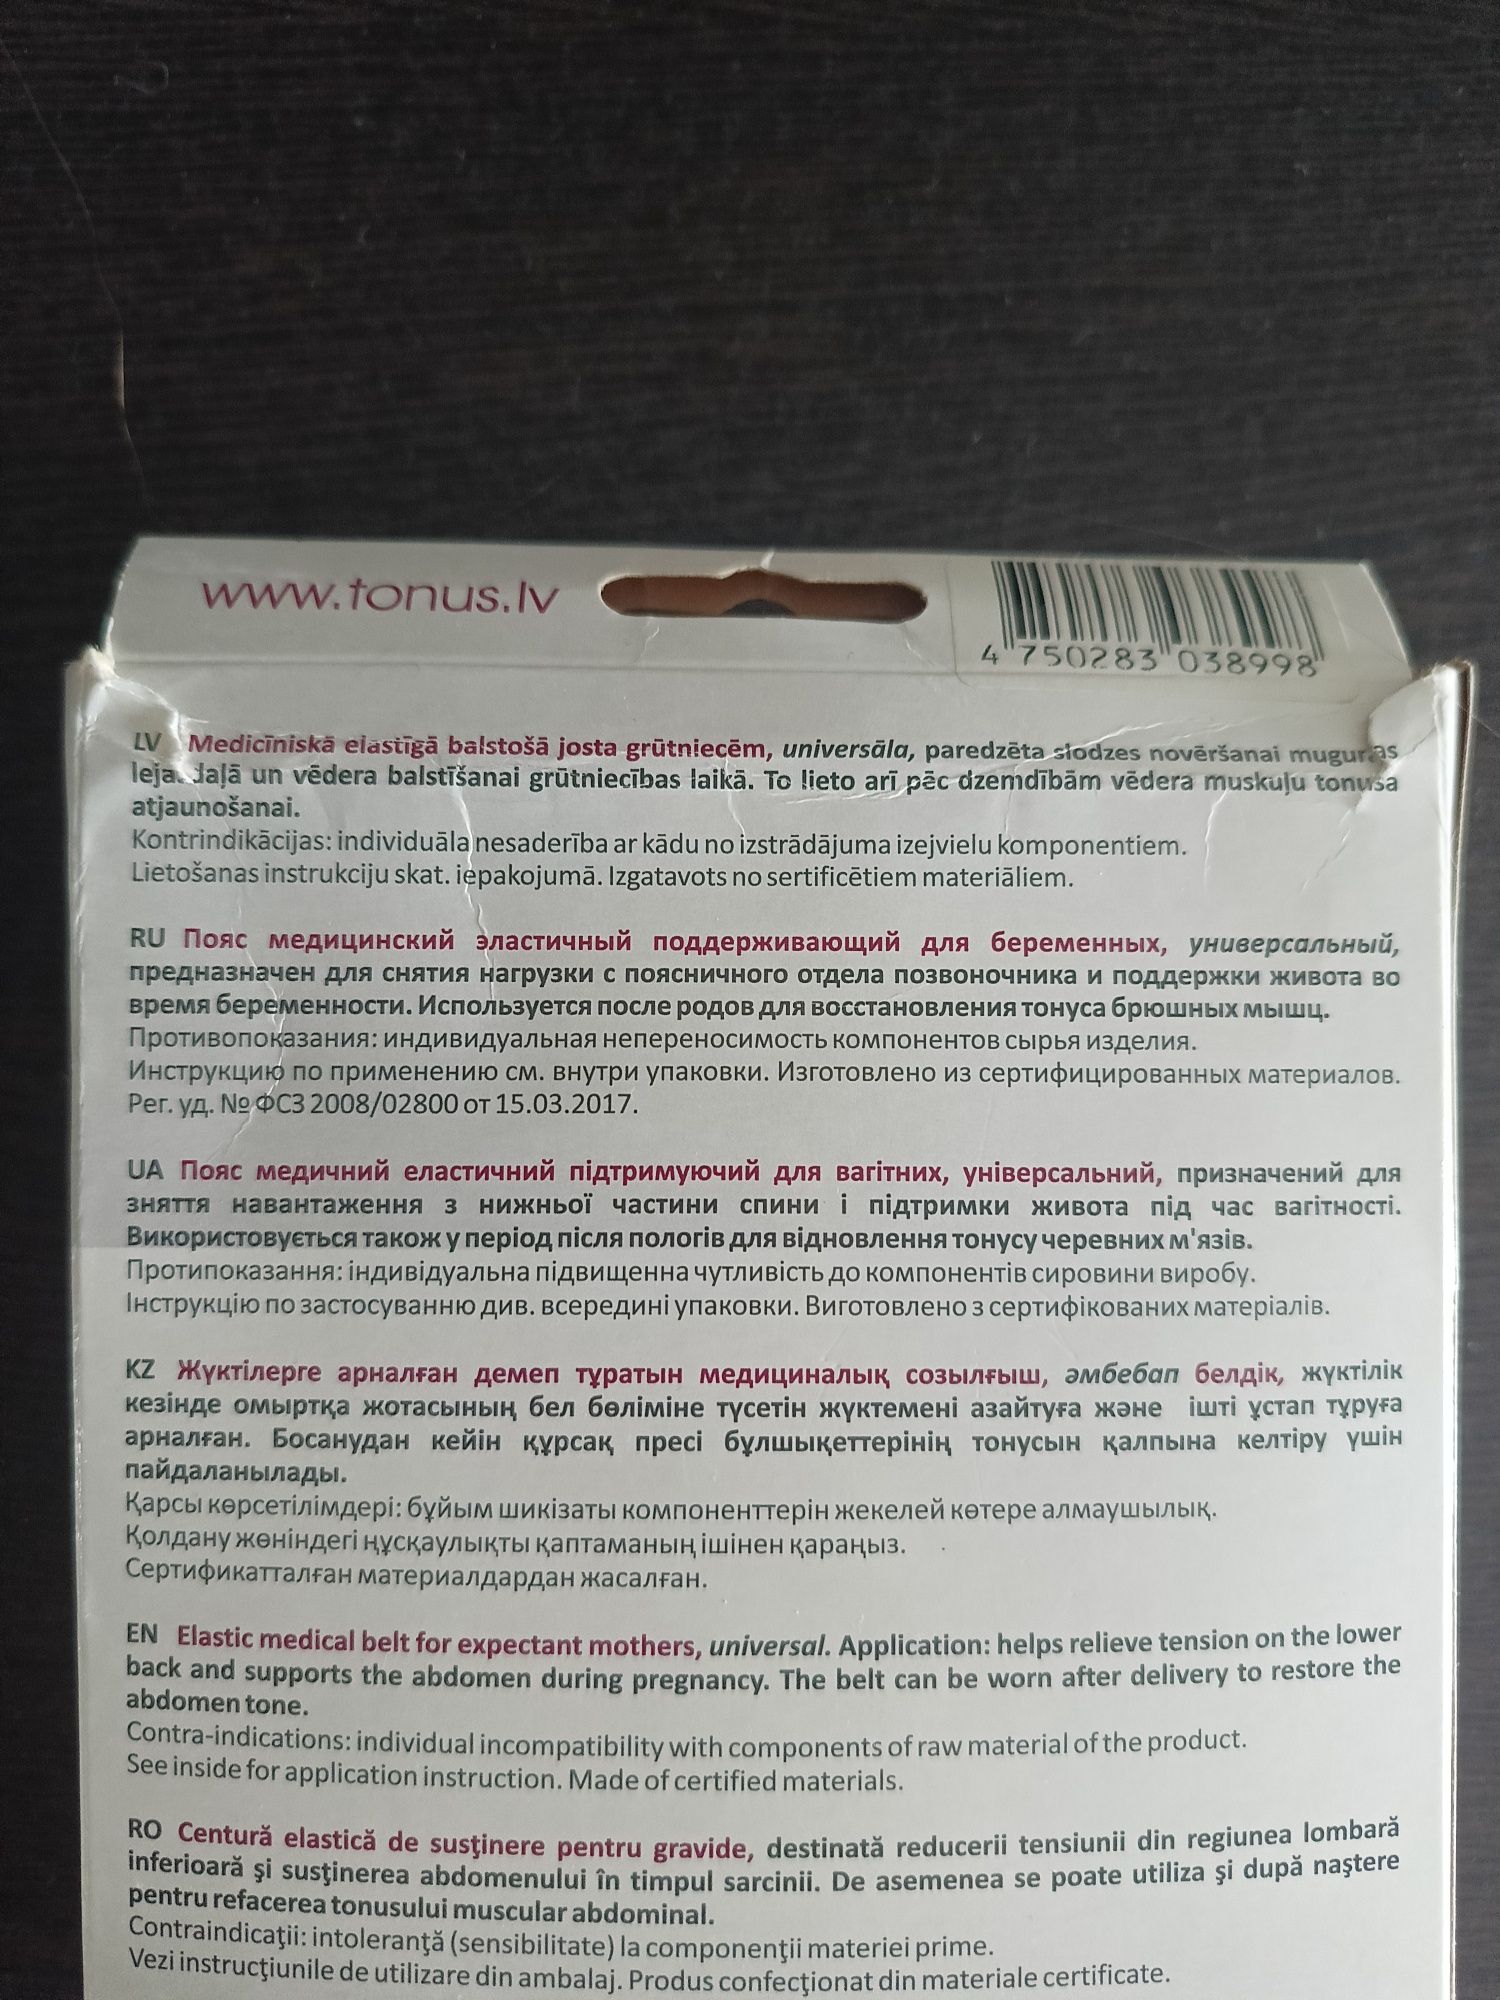 www.tonus.lv
4 750283 038998
LV Medicīniskā elastīgā balstošā josta grūtniecēm, universāla, paredzēta slodzes novēršanai
un vēdera balstīšanai grūtniecības laikā. To lieto arī pēc dzemdībām vēdera muskuļu tonusa
atjaunošanai.
Kontrindikācijas: individuāla nesaderība ar kādu no izstrādājuma izejvielu komponentiem.
Lietošanas instrukciju skat. iepakojumā. Izgatavots no sertificētiem materiāliem.
RU Пояс медицинский эластичный поддерживающий для беременных, универсальный,
предназначен для снятия нагрузки с поясничного отдела позвоночника и поддержки живота во
время беременности. Используется после родов для восстановления тонуса брюшных мышц.
Противопоказания: индивидуальная непереносимость компонентов сырья изделия.
Инструкцию по применению см. внутри упаковки. Изготовлено из сертифицированных материалов.
Рег. уд. № ФСЗ 2008/02800 от 15.03.2017.
UA Пояс медичний еластичний підтримуючий для вагітних, універсальний, призначений для
зняття навантаження з нижньої частини спини і підтримки живота під час вагітності.
Використовується також у період після пологів для відновлення тонусу черевних м'язів.
Протипоказання: індивідуальна підвищенна чутливість до компонентів сировини виробу.
Інструкцію по застосуванню див. всередині упаковки. Виготовлено з сертифікованих матеріалів.
KZ Жүктілерге арналған демеп тұратын медициналық созылғыш, әмбебап белдік, жүктілік
кезінде омыртқа жотасының бел бөліміне түсетін жүктемені азайтуға және ішті ұстап тұруға
арналған. Босанудан кейін құрсақ пресі бұлшықеттерінің тонусын қалпына келтіру үшін
пайдаланылады.
Қарсы көрсетілімдері: бұйым шикізаты компоненттерін жекелей көтере алмаушылық.
Қолдану жөніндегі нұсқаулықты қаптаманың ішінен қараңыз.
Сертификатталған материалдардан жасалған.
EN Elastic medical belt for expectant mothers, universal. Application: helps relieve tension on the lower
back and supports the abdomen during pregnancy. The belt can be worn after delivery to restore the
abdomen tone.
Contra-indications: individual incompatibility with components of raw material of the product.
See inside for application instruction. Made of certified materials.
RO Centură elastică de susţinere pentru gravide, destinată reducerii tensiunii din regiunea lombară
inferioară şi susţinerea abdomenului în timpul sarcinii. De asemenea se poate utiliza şi după naştere
pentru refacerea tonusului muscular abdominal.
Contraindicaţii: intoleranţă (sensibilitate) la componenţii materiei prime.
Vezi instrucţiunile de utilizare din ambalaj. Produs confecţionat din materiale certificate.